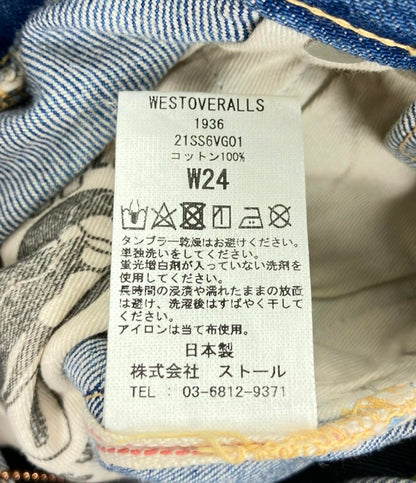 WESTOVERALLS
1936
21SS6VG01
コットン100%
W24
タンブラー乾燥はお避けください。
単独洗いをしてください。
蛍光増白剤が入っていない洗剤を
使用してください。
長時間の浸漬や濡れたままの放置
は避け、洗濯後はすばやく干して
ください。
アイロンは当て布使用。
日本製
株式会社 ストール
TEL : 03-6812-9371